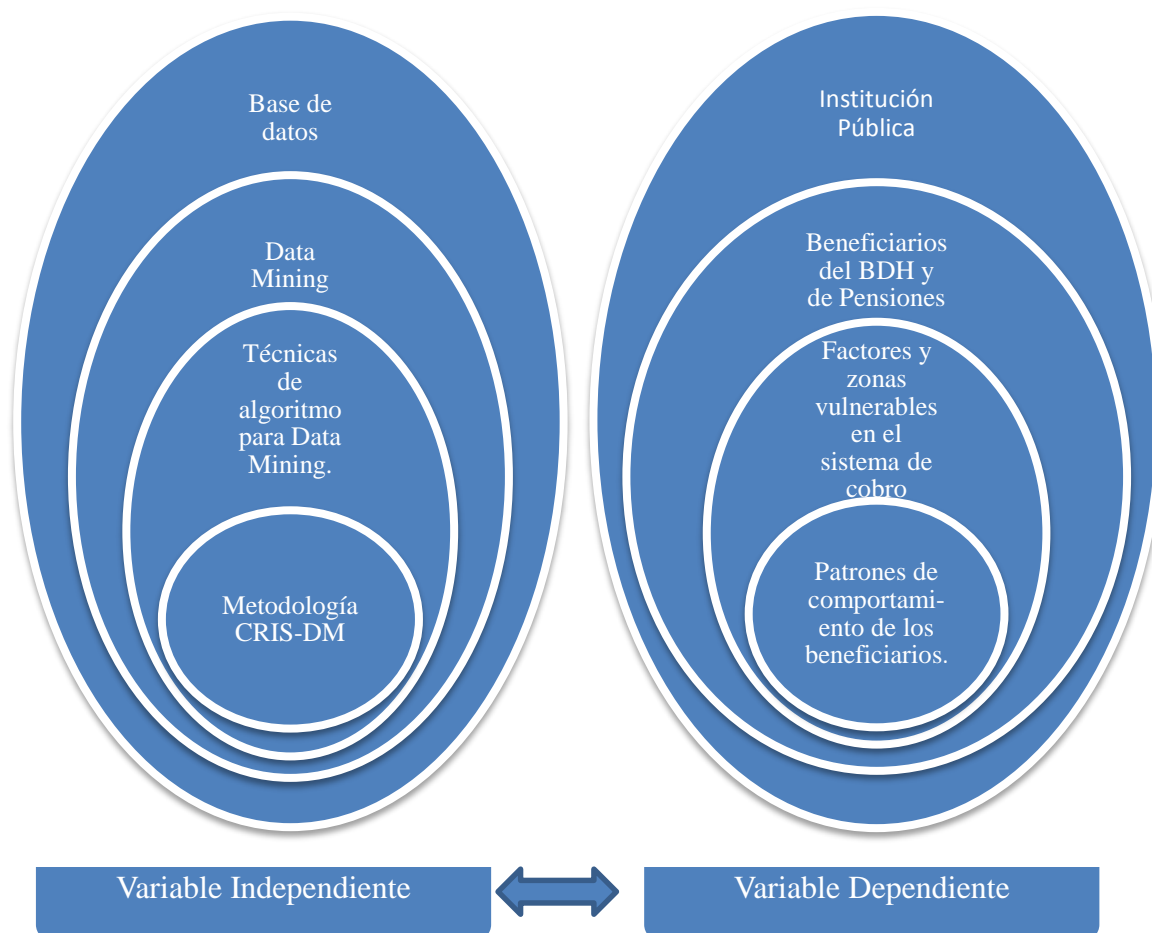 Base de
datos
Data
Mining
Técnicas
de
algoritmo
para Data
Mining.
Metodología
CRIS-DM
Institución
Pública
Beneficiarios
del BDH y
de Pensiones
Factores y
zonas
vulnerables
en el
sistema de
cobro
Patrones de
comportami-
ento de los
beneficiarios.
Variable Independiente
Variable Dependiente